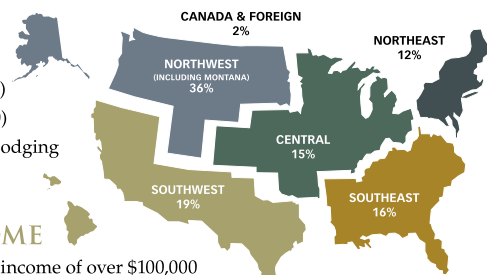 CANADA & FOREIGN
2%
NORTHEAST
12%
NORTHWEST
(INCLUDING MONTANA)
36%
)
)
odging
CENTRAL
15%
SOUTHWEST
19%
SOUTHEAST
16%
OME
income of over $100,000